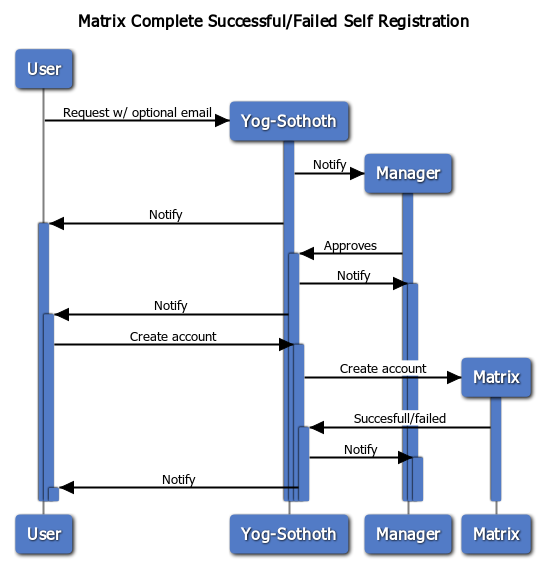 Matrix Complete Successful/Failed Self Registration
User
Request w/ optional email
Yog-Sothoth
Notify
Manager
Notify
Approves
Notify
Notify
Create account
Create account
Matrix
Succesfull/failed
Notify
Notify
User
Yog-Sothoth
Manager
Matrix